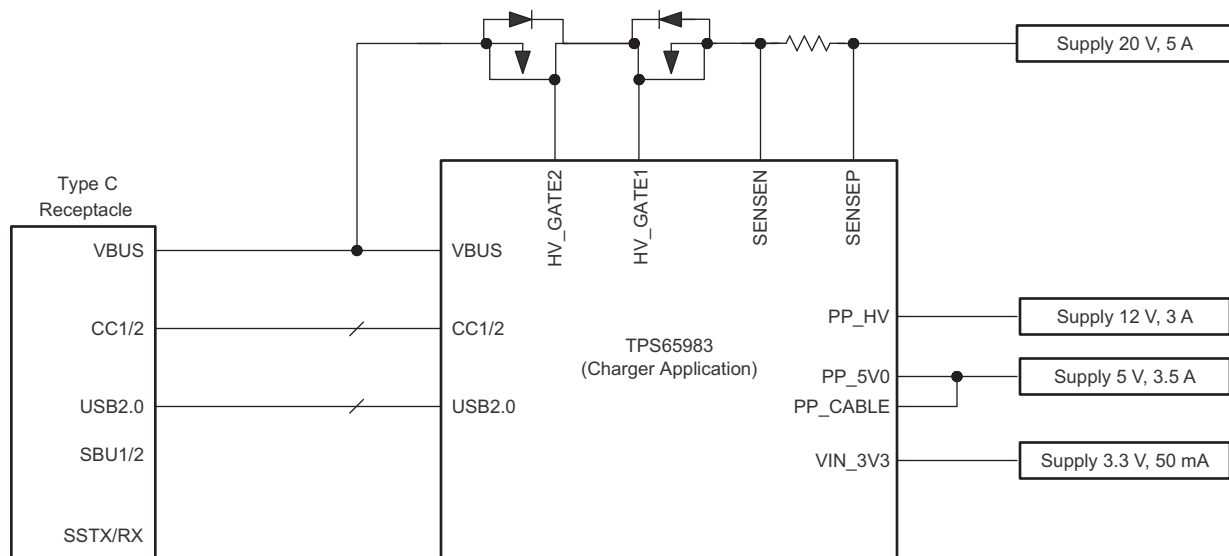 Supply 20 V, 5 A
HV_GATE2
HV_GATE1
SENSEN
SENSEP
Type C
Receptacle
VBUS
VBUS
CC1/2
CC1/2
USB2.0
USB2.0
SBU1/2
SSTX/RX
TPS65983
(Charger Application)
PP_HV
Supply 12 V, 3 A
PP_5V0
Supply 5 V, 3.5 A
PP_CABLE
VIN_3V3
Supply 3.3 V, 50 mA